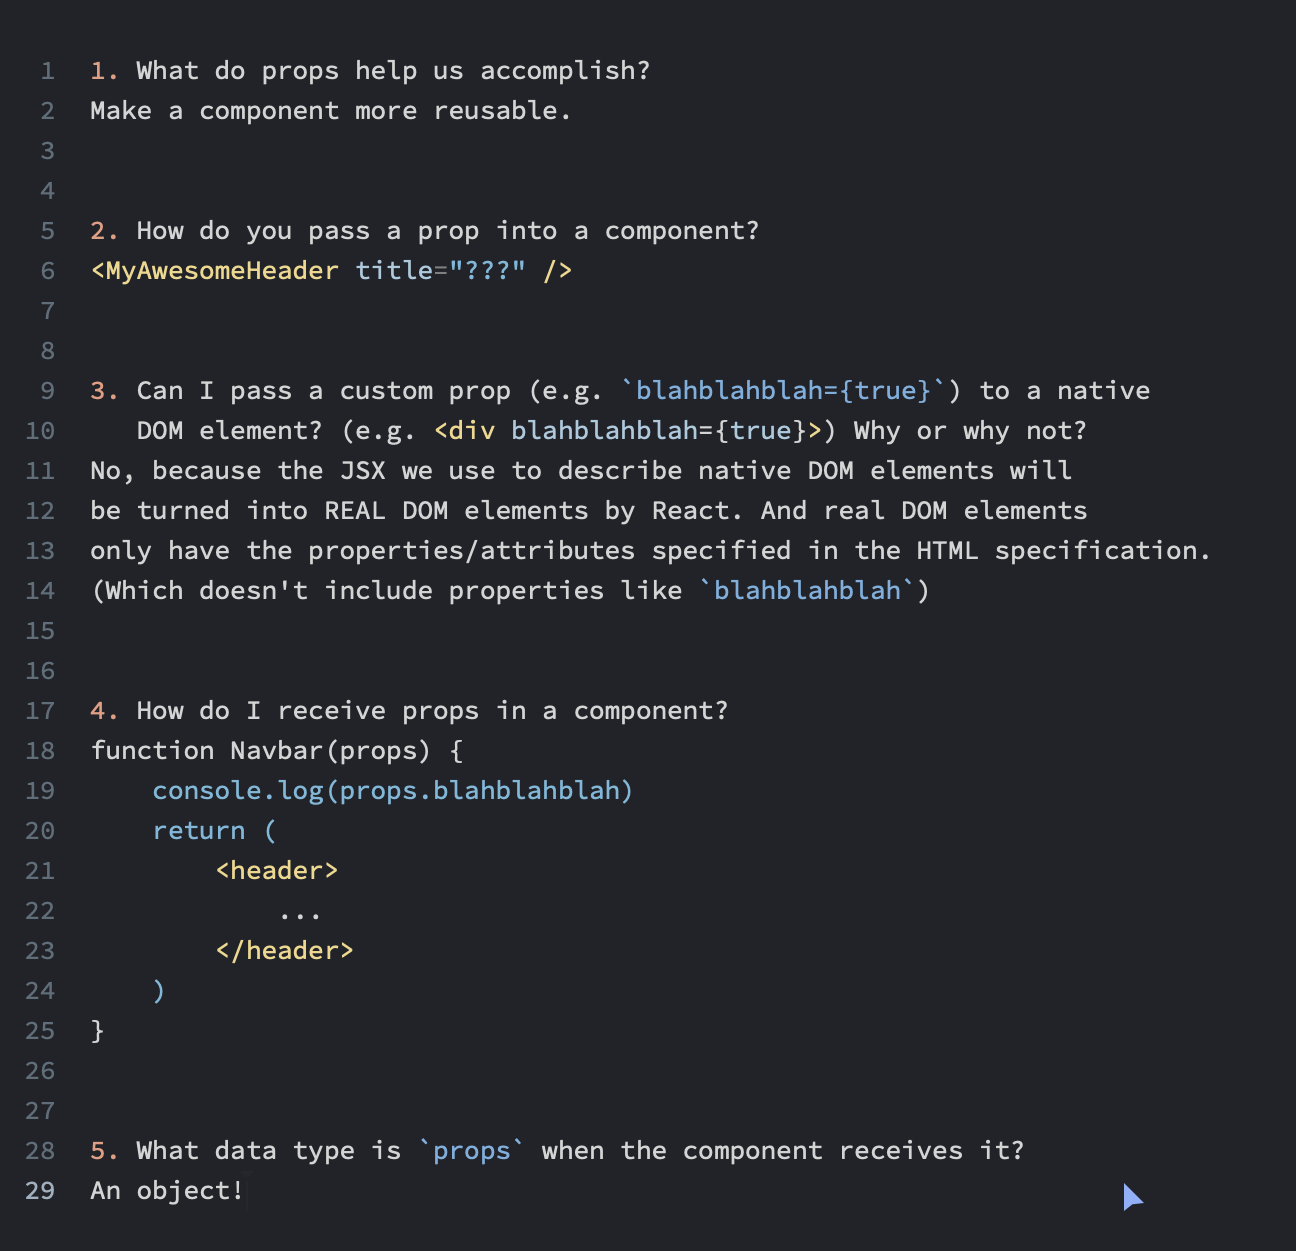 1 1. What do props help us accomplish?
2 Make a component more reusable.
3
4
5 2. How do you pass a prop into a component?
6 <MyAwesomeHeader title="???" />
7
8
9 3. Can I pass a custom prop (e.g. `blahblahblah={true}`) to a native
10    DOM element? (e.g. <div blahblahblah={true}>) Why or why not?
11 No, because the JSX we use to describe native DOM elements will
12 be turned into REAL DOM elements by React. And real DOM elements
13 only have the properties/attributes specified in the HTML specification.
14 (Which doesn't include properties like `blahblahblah`)
15
16
17 4. How do I receive props in a component?
18 function Navbar(props) {
19     console.log(props.blahblahblah)
20     return (
21         <header>
22             ...
23         </header>
24     )
25 }
26
27
28 5. What data type is `props` when the component receives it?
29 An object!